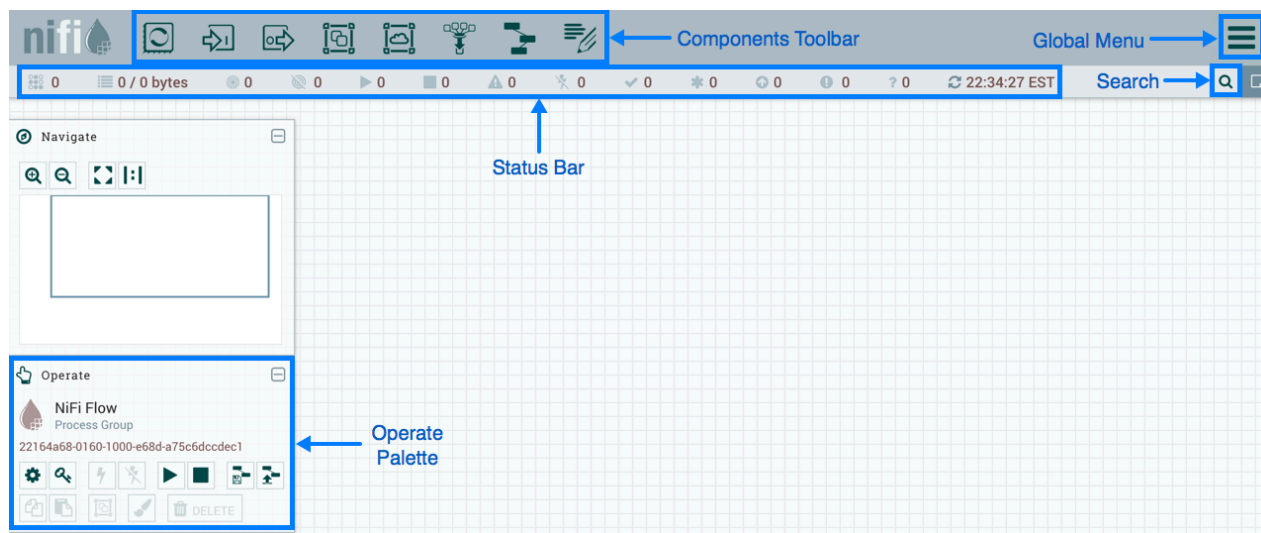 nifi
Components Toolbar
Global Menu
0 0 / 0 bytes 0 0 0 0 0 0 0 0 0 0 ? 0 22:34:27 EST
Search
Navigate
Status Bar
Operate
NiFi Flow
Process Group
22164a68-0160-1000-e68d-a75c6dccdec1
Operate
Palette
DELETE